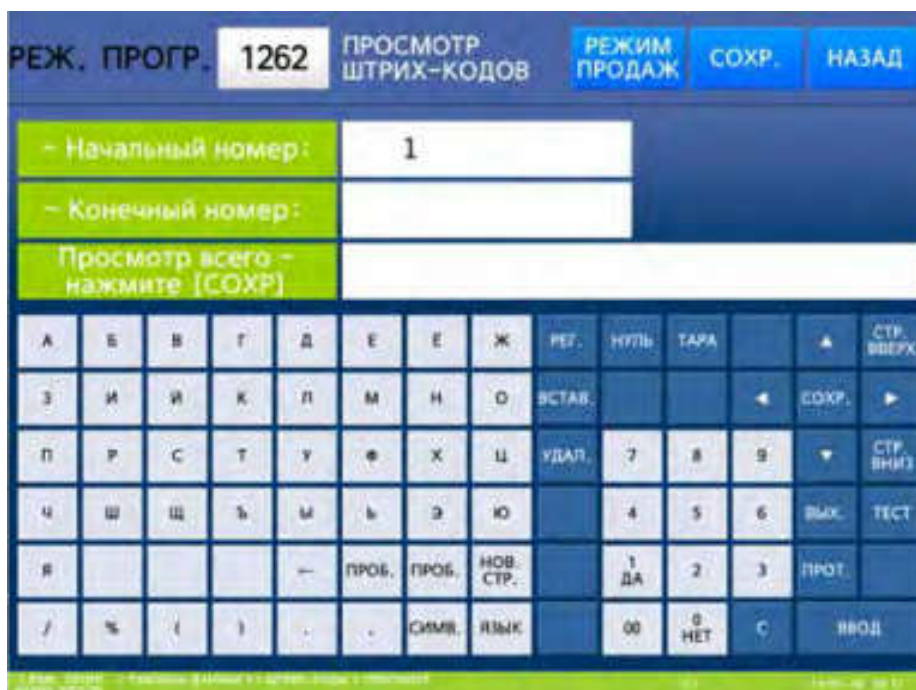 РЕЖ. ПРОГР. 1262 ПРОСМОТР ШТРИХ-КОДОВ РЕЖИМ ПРОДАЖ СОХР. НАЗАД
- Начальный номер: 1
- Конечный номер:
Просмотр всего -
нажмите [СОХР]
А Б В Г Д Е Ё Ж РЕГ. НУЛЬ ТАРА ▲ СТР. ВВЕРХ
З И Й К Л М Н О ВСТАВ. ◄ СОХР. ►
П Р С Т У Ф Х Ц УДАЛ. 7 8 9 ▼ СТР. ВНИЗ
Ч Ш Щ Ъ Ы Ь Э Ю 4 5 6 ВЫХ. ТЕСТ
Я ← ПРОБ. ПРОБ. НОВ. СТР. 1 ДА 2 3 ПРОТ.
/ % ( ) СИМВ. ЯЗЫК 00 0 НЕТ С ВВОД